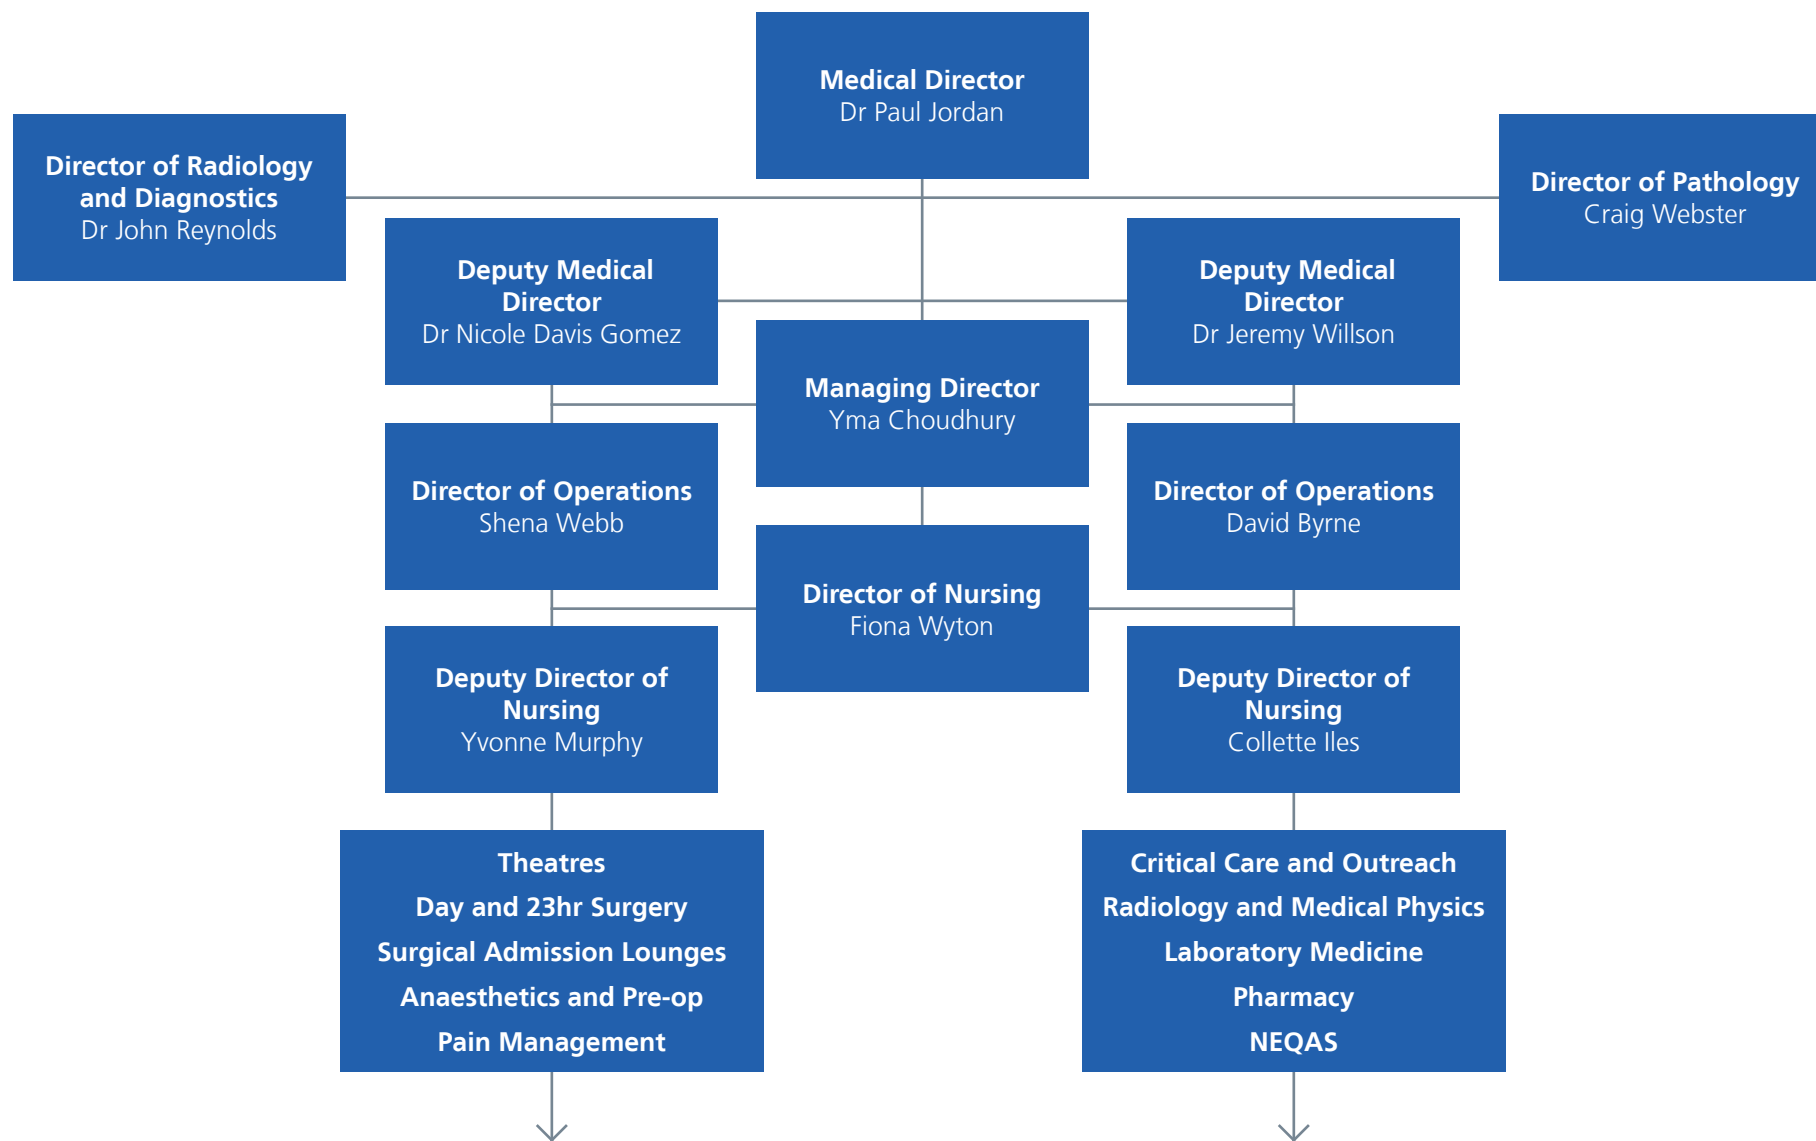 Medical Director
Dr Paul Jordan
Director of Radiology
and Diagnostics
Dr John Reynolds
Director of Pathology
Craig Webster
Deputy Medical
Director
Dr Nicole Davis Gomez
Deputy Medical
Director
Dr Jeremy Willson
Managing Director
Yma Choudhury
Director of Operations
Shena Webb
Director of Operations
David Byrne
Director of Nursing
Fiona Wyton
Deputy Director of
Nursing
Yvonne Murphy
Deputy Director of
Nursing
Collette Iles
Theatres
Day and 23hr Surgery
Surgical Admission Lounges
Anaesthetics and Pre-op
Pain Management
Critical Care and Outreach
Radiology and Medical Physics
Laboratory Medicine
Pharmacy
NEQAS